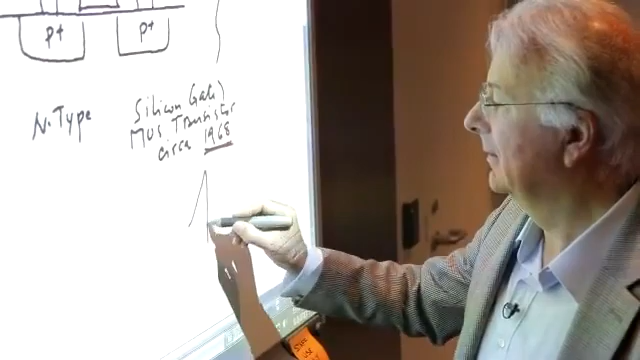 p+ p+
N-Type
Silicon Gate)
MOS Transistor
circa 1968